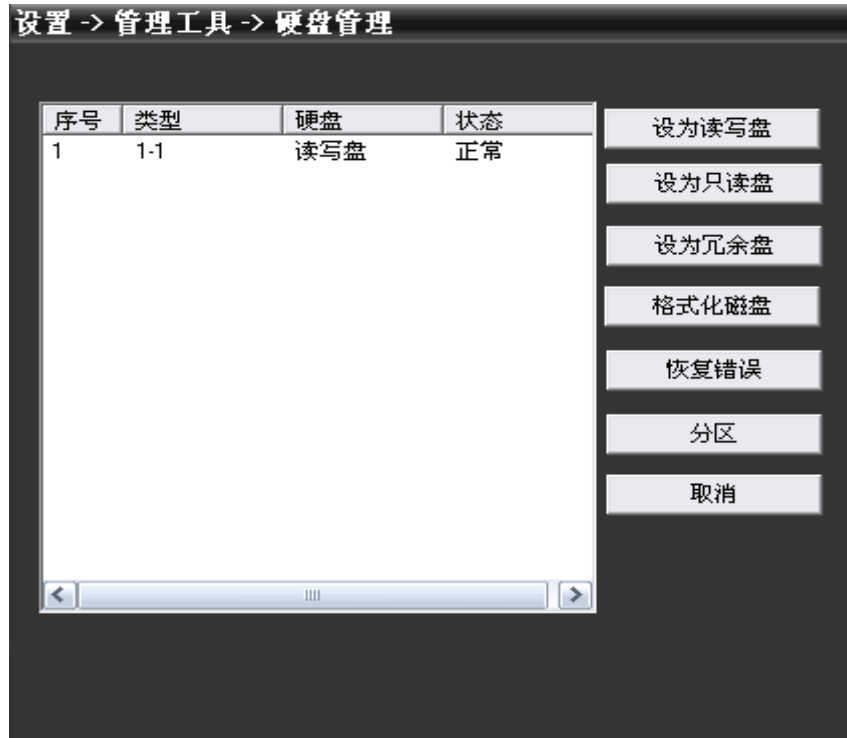 设置 -> 管理工具 -> 硬盘管理
序号 类型 硬盘 状态
1 1-1 读写盘 正常
设为读写盘
设为只读盘
设为冗余盘
格式化磁盘
恢复错误
分区
取消